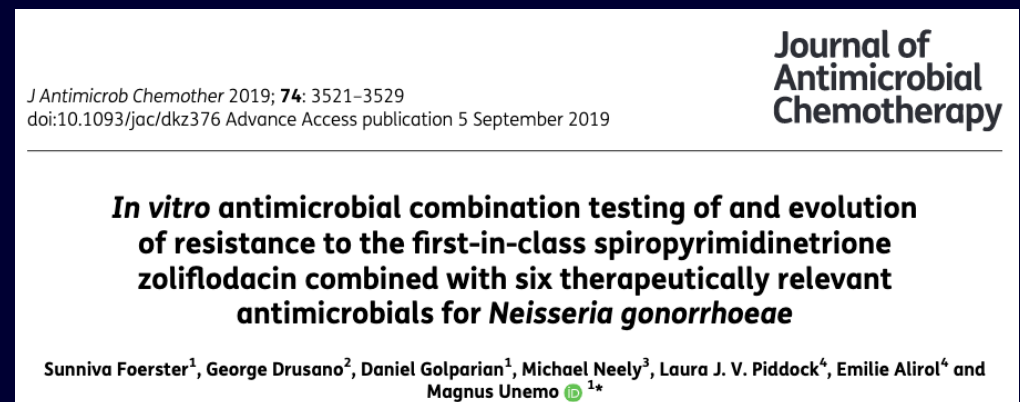 Journal of
Antimicrobial
Chemotherapy
J Antimicrob Chemother 2019; 74: 3521–3529
doi:10.1093/jac/dkz376 Advance Access publication 5 September 2019
In vitro antimicrobial combination testing of and evolution
of resistance to the first-in-class spiropyrimidinetrione
zoliflodacin combined with six therapeutically relevant
antimicrobials for Neisseria gonorrhoeae
Sunniva Foerster1, George Drusano2, Daniel Golparian1, Michael Neely3, Laura J. V. Piddock4, Emilie Alirol4 and
Magnus Unemo iD 1*